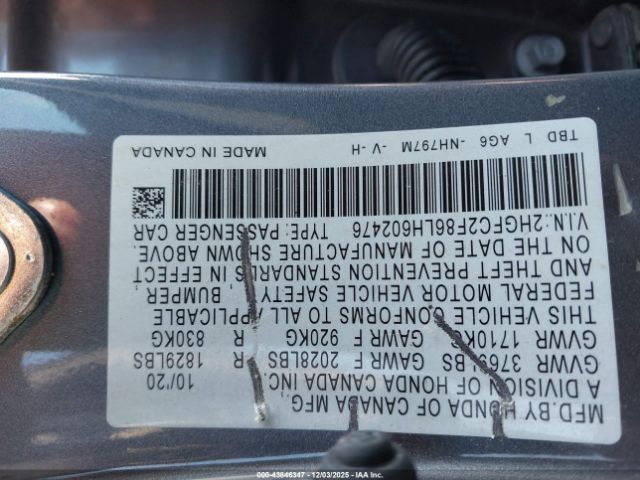 MFD.BY HONDA OF CANADA MFG,
A DIVISION OF HONDA CANADA INC. 10/'20
GVWR 3769LBS GAWR F 2028LBS R 1829LBS
GVWR 1710KG GAWR F 920KG R 830KG
THIS VEHICLE CONFORMS TO ALL APPLICABLE
FEDERAL MOTOR VEHICLE SAFETY, BUMPER,
AND THEFT PREVENTION STANDARDS IN EFFECT
ON THE DATE OF MANUFACTURE SHOWN ABOVE.
V.I.N.:2HGFC2F86LH602476 TYPE:PASSENGER CAR
TBD L AG6 -NH797M -V -H MADE IN CANADA
000-43846347 - 12/03/2025 - IAA Inc.